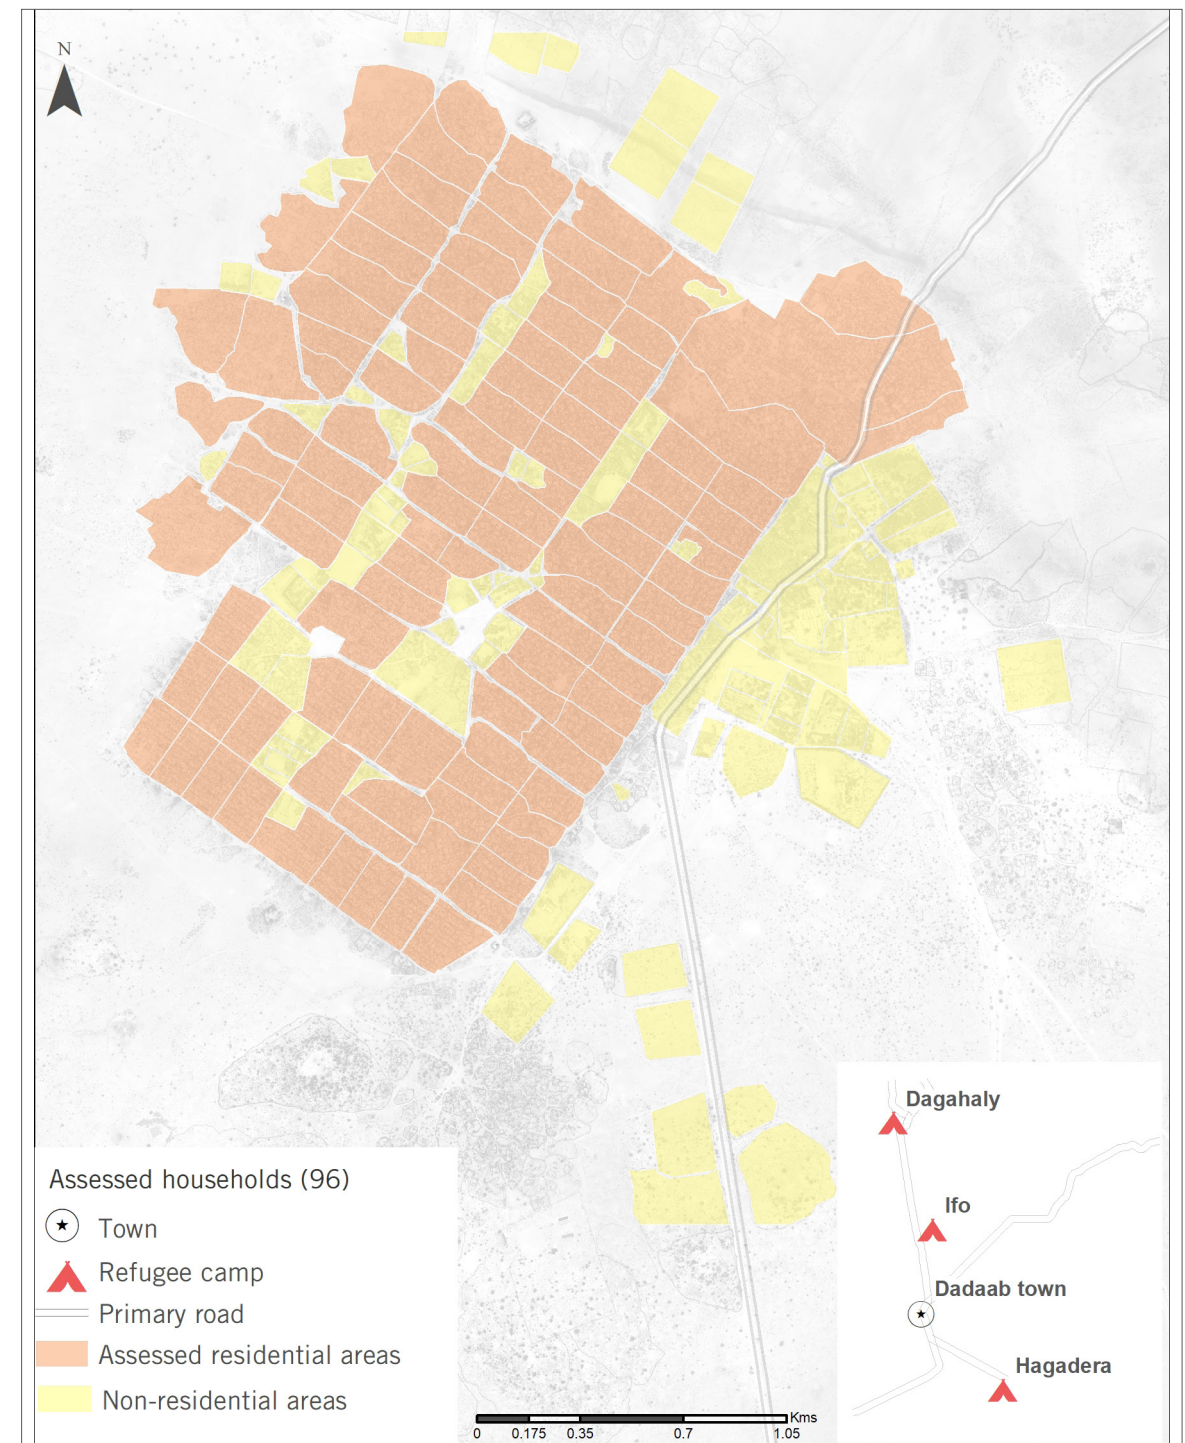 N
Dagahaly
Ifo
Dadaab town
Hagadera
Assessed households (96)
Town
Refugee camp
Primary road
Assessed residential areas
Non-residential areas
Kms
0 0.175 0.35 0.7 1.05